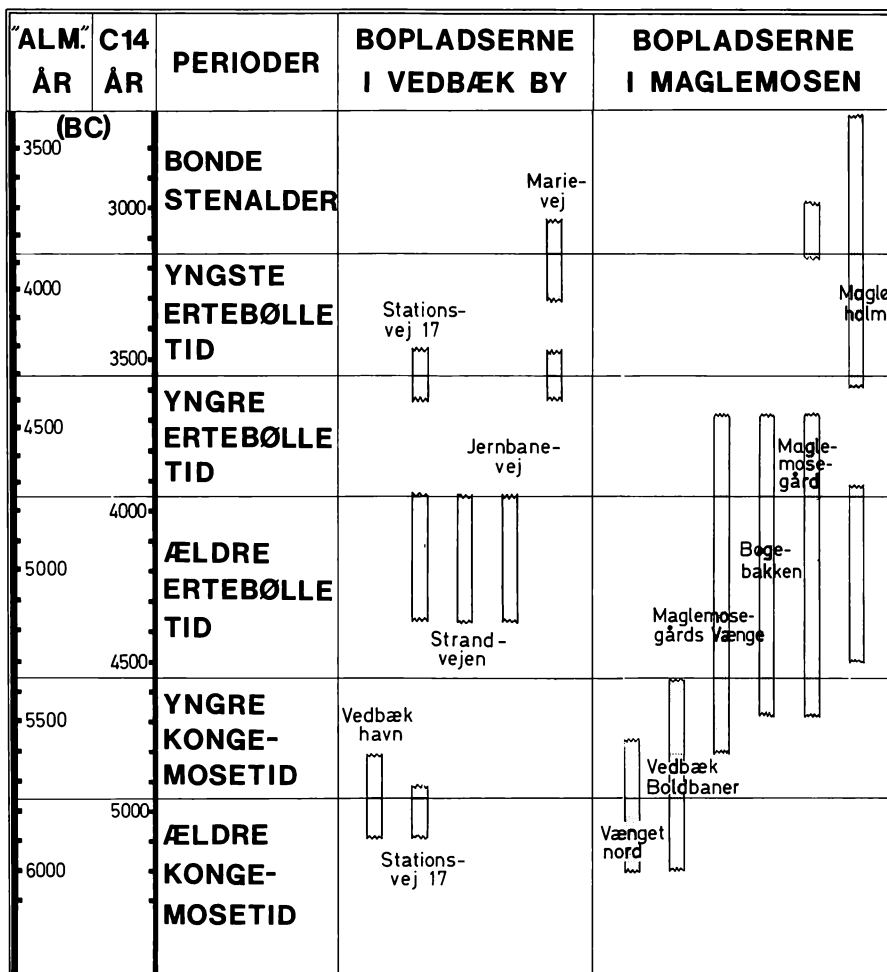 "ALM." ÅR
C14 ÅR
PERIODER
BOPLADSERNE
I VEDBÆK BY
BOPLADSERNE
I MAGLEMOSEN
(BC)
3500
4000
4500
5000
5500
6000
3000
3500
4000
4500
5000
BONDE
STENALDER
YNGSTE
ERTEBØLLE
TID
YNGRE
ERTEBØLLE
TID
ÆLDRE
ERTEBØLLE
TID
YNGRE
KONGE-
MOSETID
ÆLDRE
KONGE-
MOSETID
Marie-
vej
Stations-
vej 17
Jernbane-
vej
Strand-
vejen
Vedbæk
havn
Stations-
vej 17
Maglø
holm
Magle-
mose-
gård
Bøge-
bakken
Maglemose-
gårds Vænge
Vedbæk
Boldbaner
Vænget
nord